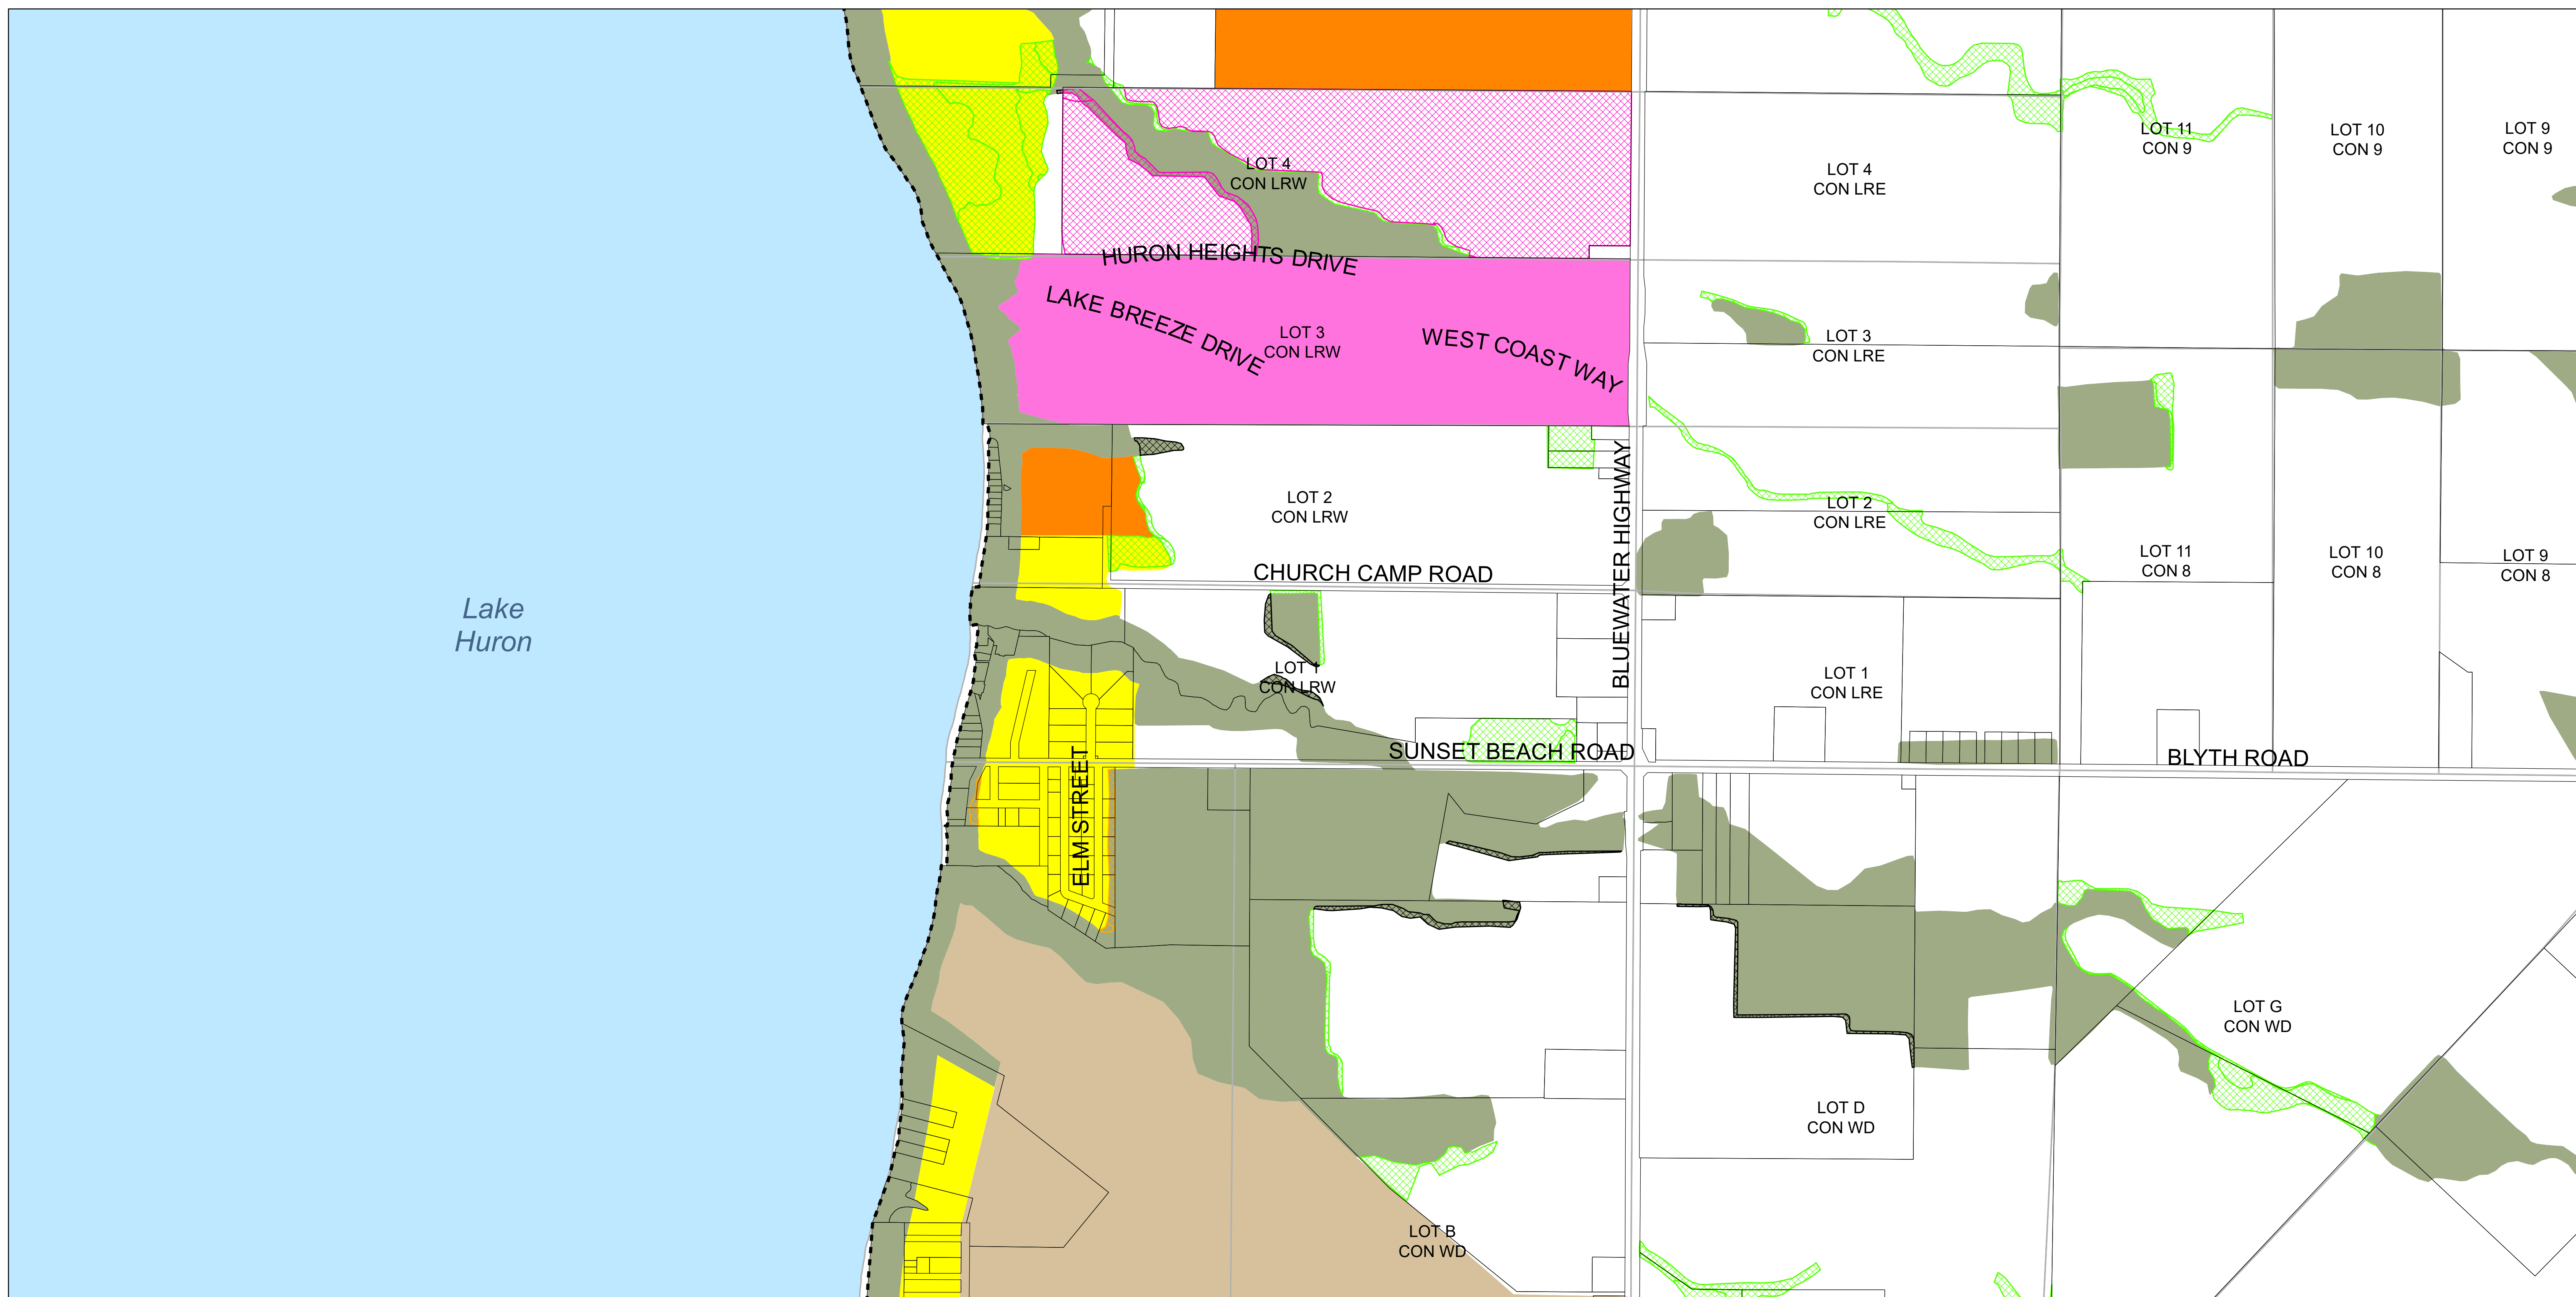 LOT 11
CON 9
LOT 10
CON 9
LOT 9
CON 9
LOT 4
CON LRW
LOT 4
CON LRE
HURON HEIGHTS DRIVE
LAKE BREEZE DRIVE
LOT 3
CON LRW
WEST COAST WAY
LOT 3
CON LRE
LOT 2
CON LRW
BLUEWATER HIGHWAY
LOT 2
CON LRE
CHURCH CAMP ROAD
LOT 11
CON 8
LOT 10
CON 8
LOT 9
CON 8
Lake
Huron
LOT 1
CON LRW
LOT 1
CON LRE
SUNSET BEACH ROAD
BLYTH ROAD
ELM STREET
LOT G
CON WD
LOT D
CON WD
LOT B
CON WD